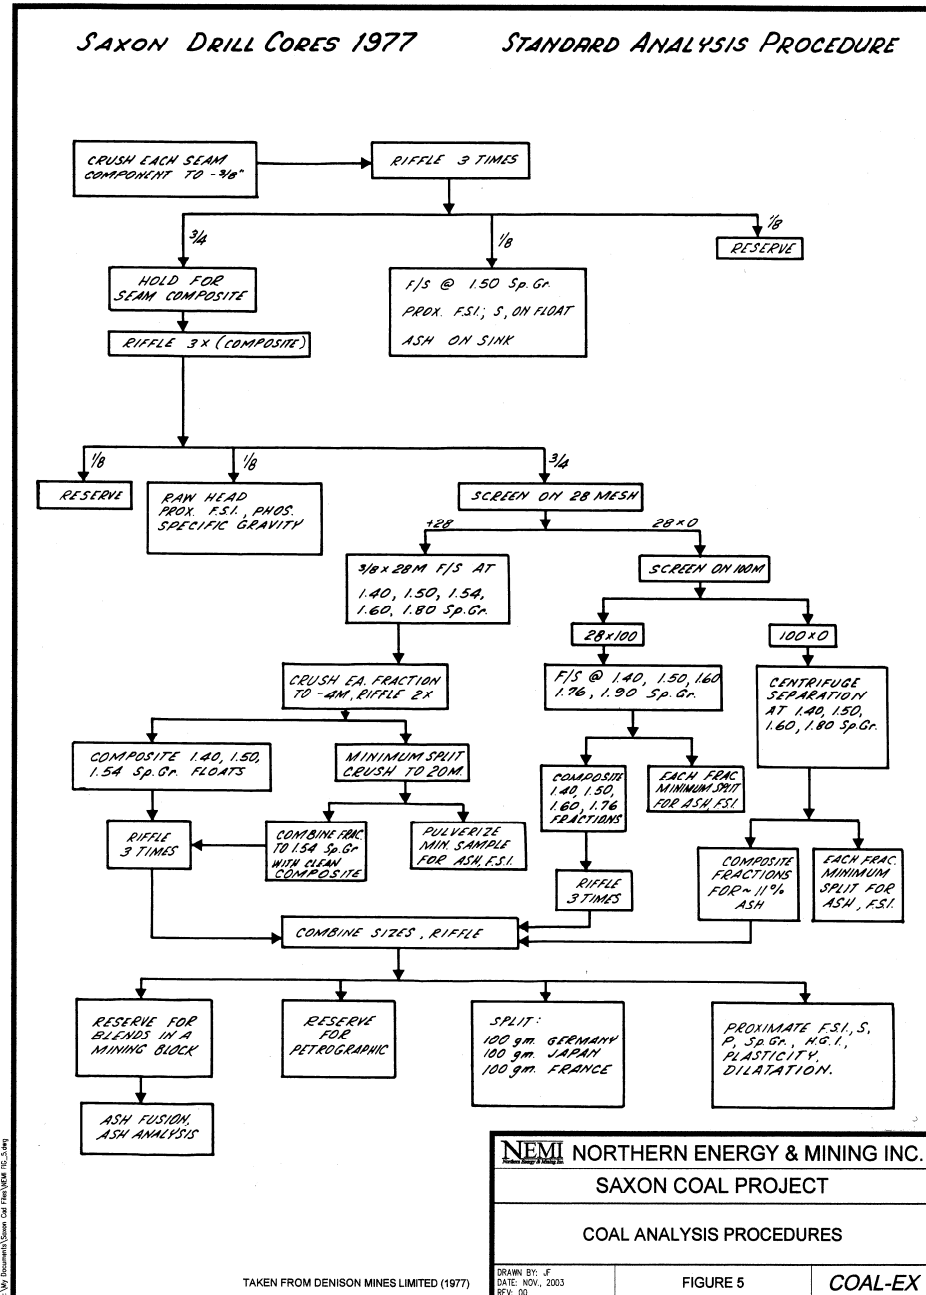 SAXON DRILL CORES 1977 STANDARD ANALYSIS PROCEDURE
CRUSH EACH SEAM
COMPONENT TO -3/8"
RIFFLE 3 TIMES
3/4
1/8
1/8
RESERVE
HOLD FOR
SEAM COMPOSITE
F/S @ 1.50 Sp.Gr.
PROX. F.S.I.; S, ON FLOAT
ASH ON SINK
RIFFLE 3X (COMPOSITE)
1/8
1/8
3/4
RESERVE
RAW HEAD
PROX. F.S.I., PHOS.
SPECIFIC GRAVITY
SCREEN ON 28 MESH
+28
28X0
3/8 X 28M F/S AT
1.40, 1.50, 1.54,
1.60, 1.80 Sp.Gr.
SCREEN ON 100M
28X100
100X0
CRUSH EA. FRACTION
TO -4M, RIFFLE 2X
F/S @ 1.40, 1.50, 1.60
1.76, 1.90 Sp.Gr.
CENTRIFUGE
SEPARATION
AT 1.40, 1.50,
1.60, 1.80 Sp.Gr.
COMPOSITE 1.40, 1.50,
1.54 Sp.Gr. FLOATS
MINIMUM SPLIT
CRUSH TO 20M.
COMPOSITE
1.40, 1.50,
1.60, 1.76
FRACTIONS
EACH FRAC
MINIMUM SPLIT
FOR ASH, F.S.I.
RIFFLE
3 TIMES
COMBINE FRAC.
TO 1.54 Sp.Gr
WITH CLEAN
COMPOSITE
PULVERIZE
MIN. SAMPLE
FOR ASH, F.S.I.
RIFFLE
3 TIMES
COMPOSITE
FRACTIONS
FOR ~ 11%
ASH
EACH FRAC.
MINIMUM
SPLIT FOR
ASH, F.S.I.
COMBINE SIZES, RIFFLE
RESERVE FOR
BLENDS IN A
MINING BLOCK
RESERVE
FOR
PETROGRAPHIC
SPLIT:
100 gm. GERMANY
100 gm. JAPAN
100 gm. FRANCE
PROXIMATE F.S.I., S,
P, Sp.Gr., H.G.I.,
PLASTICITY,
DILATATION.
ASH FUSION,
ASH ANALYSIS
NEMI NORTHERN ENERGY & MINING INC.
Northern Energy & Mining Inc.
SAXON COAL PROJECT
COAL ANALYSIS PROCEDURES
TAKEN FROM DENISON MINES LIMITED (1977)
DRAWN BY: JF
DATE: NOV., 2003
REV: 00
FIGURE 5
COAL-EX
:\My Documents\Saxon Cad Files\NEMI FIG_5.dwg